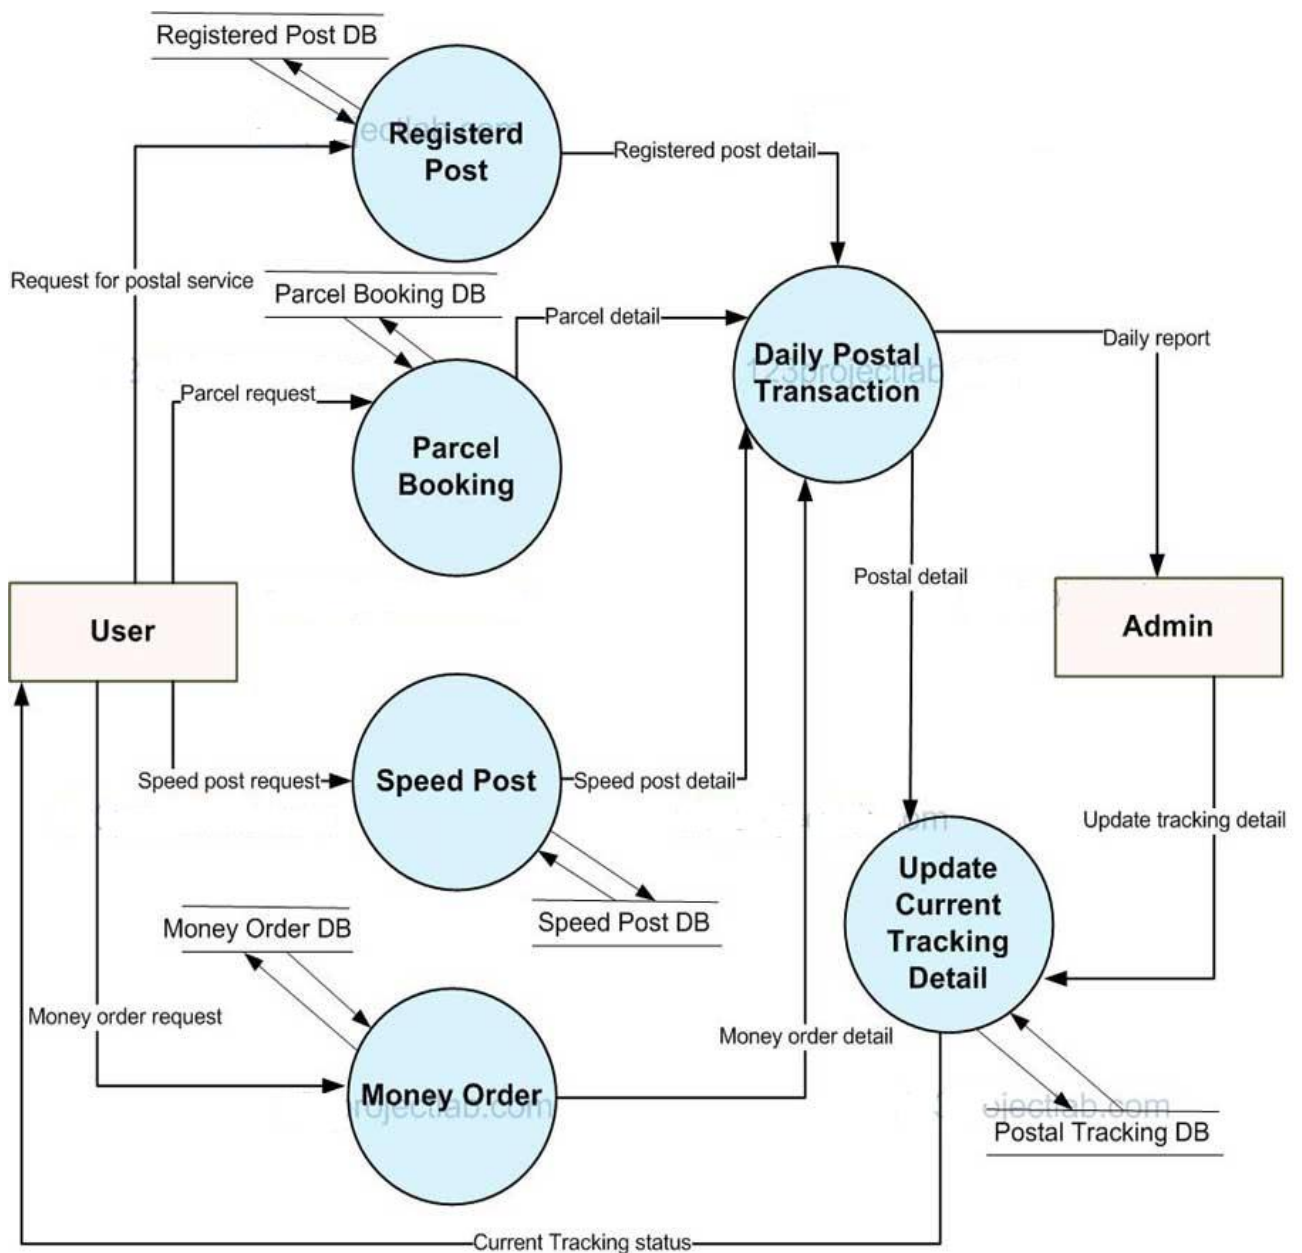 Registered Post DB
Registerd
Post
Registered post detail
Request for postal service
Parcel Booking DB
Parcel detail
Daily Postal
Transaction
123projectlab
Daily report
Parcel request
Parcel
Booking
Postal detail
User
Admin
Speed post request
Speed Post
Speed post detail
Update tracking detail
Update
Current
Tracking
Detail
Money Order DB
Speed Post DB
Money order request
Money order detail
Money Order
Postal Tracking DB
Current Tracking status